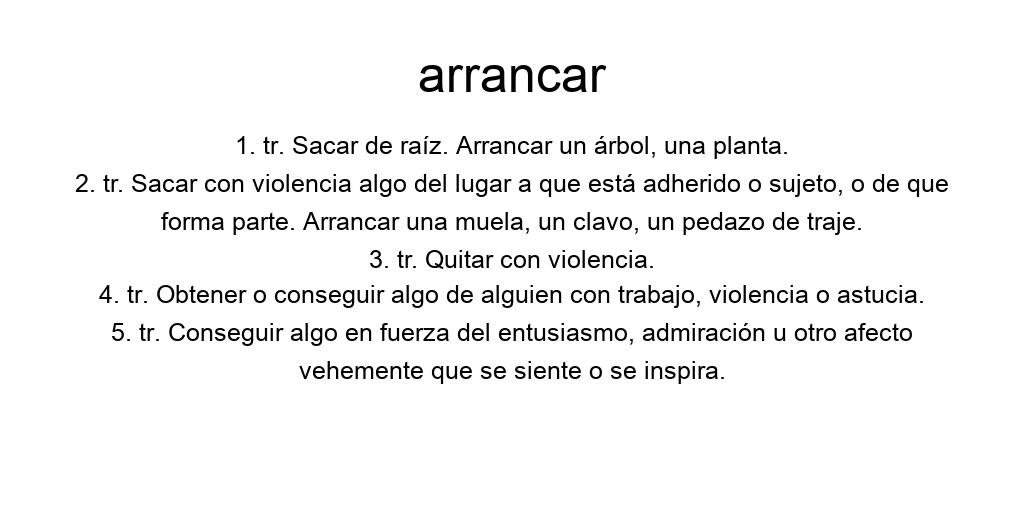 arrancar
1. tr. Sacar de raíz. Arrancar un árbol, una planta.
2. tr. Sacar con violencia algo del lugar a que está adherido o sujeto, o de que
forma parte. Arrancar una muela, un clavo, un pedazo de traje.
3. tr. Quitar con violencia.
4. tr. Obtener o conseguir algo de alguien con trabajo, violencia o astucia.
5. tr. Conseguir algo en fuerza del entusiasmo, admiración u otro afecto
vehemente que se siente o se inspira.